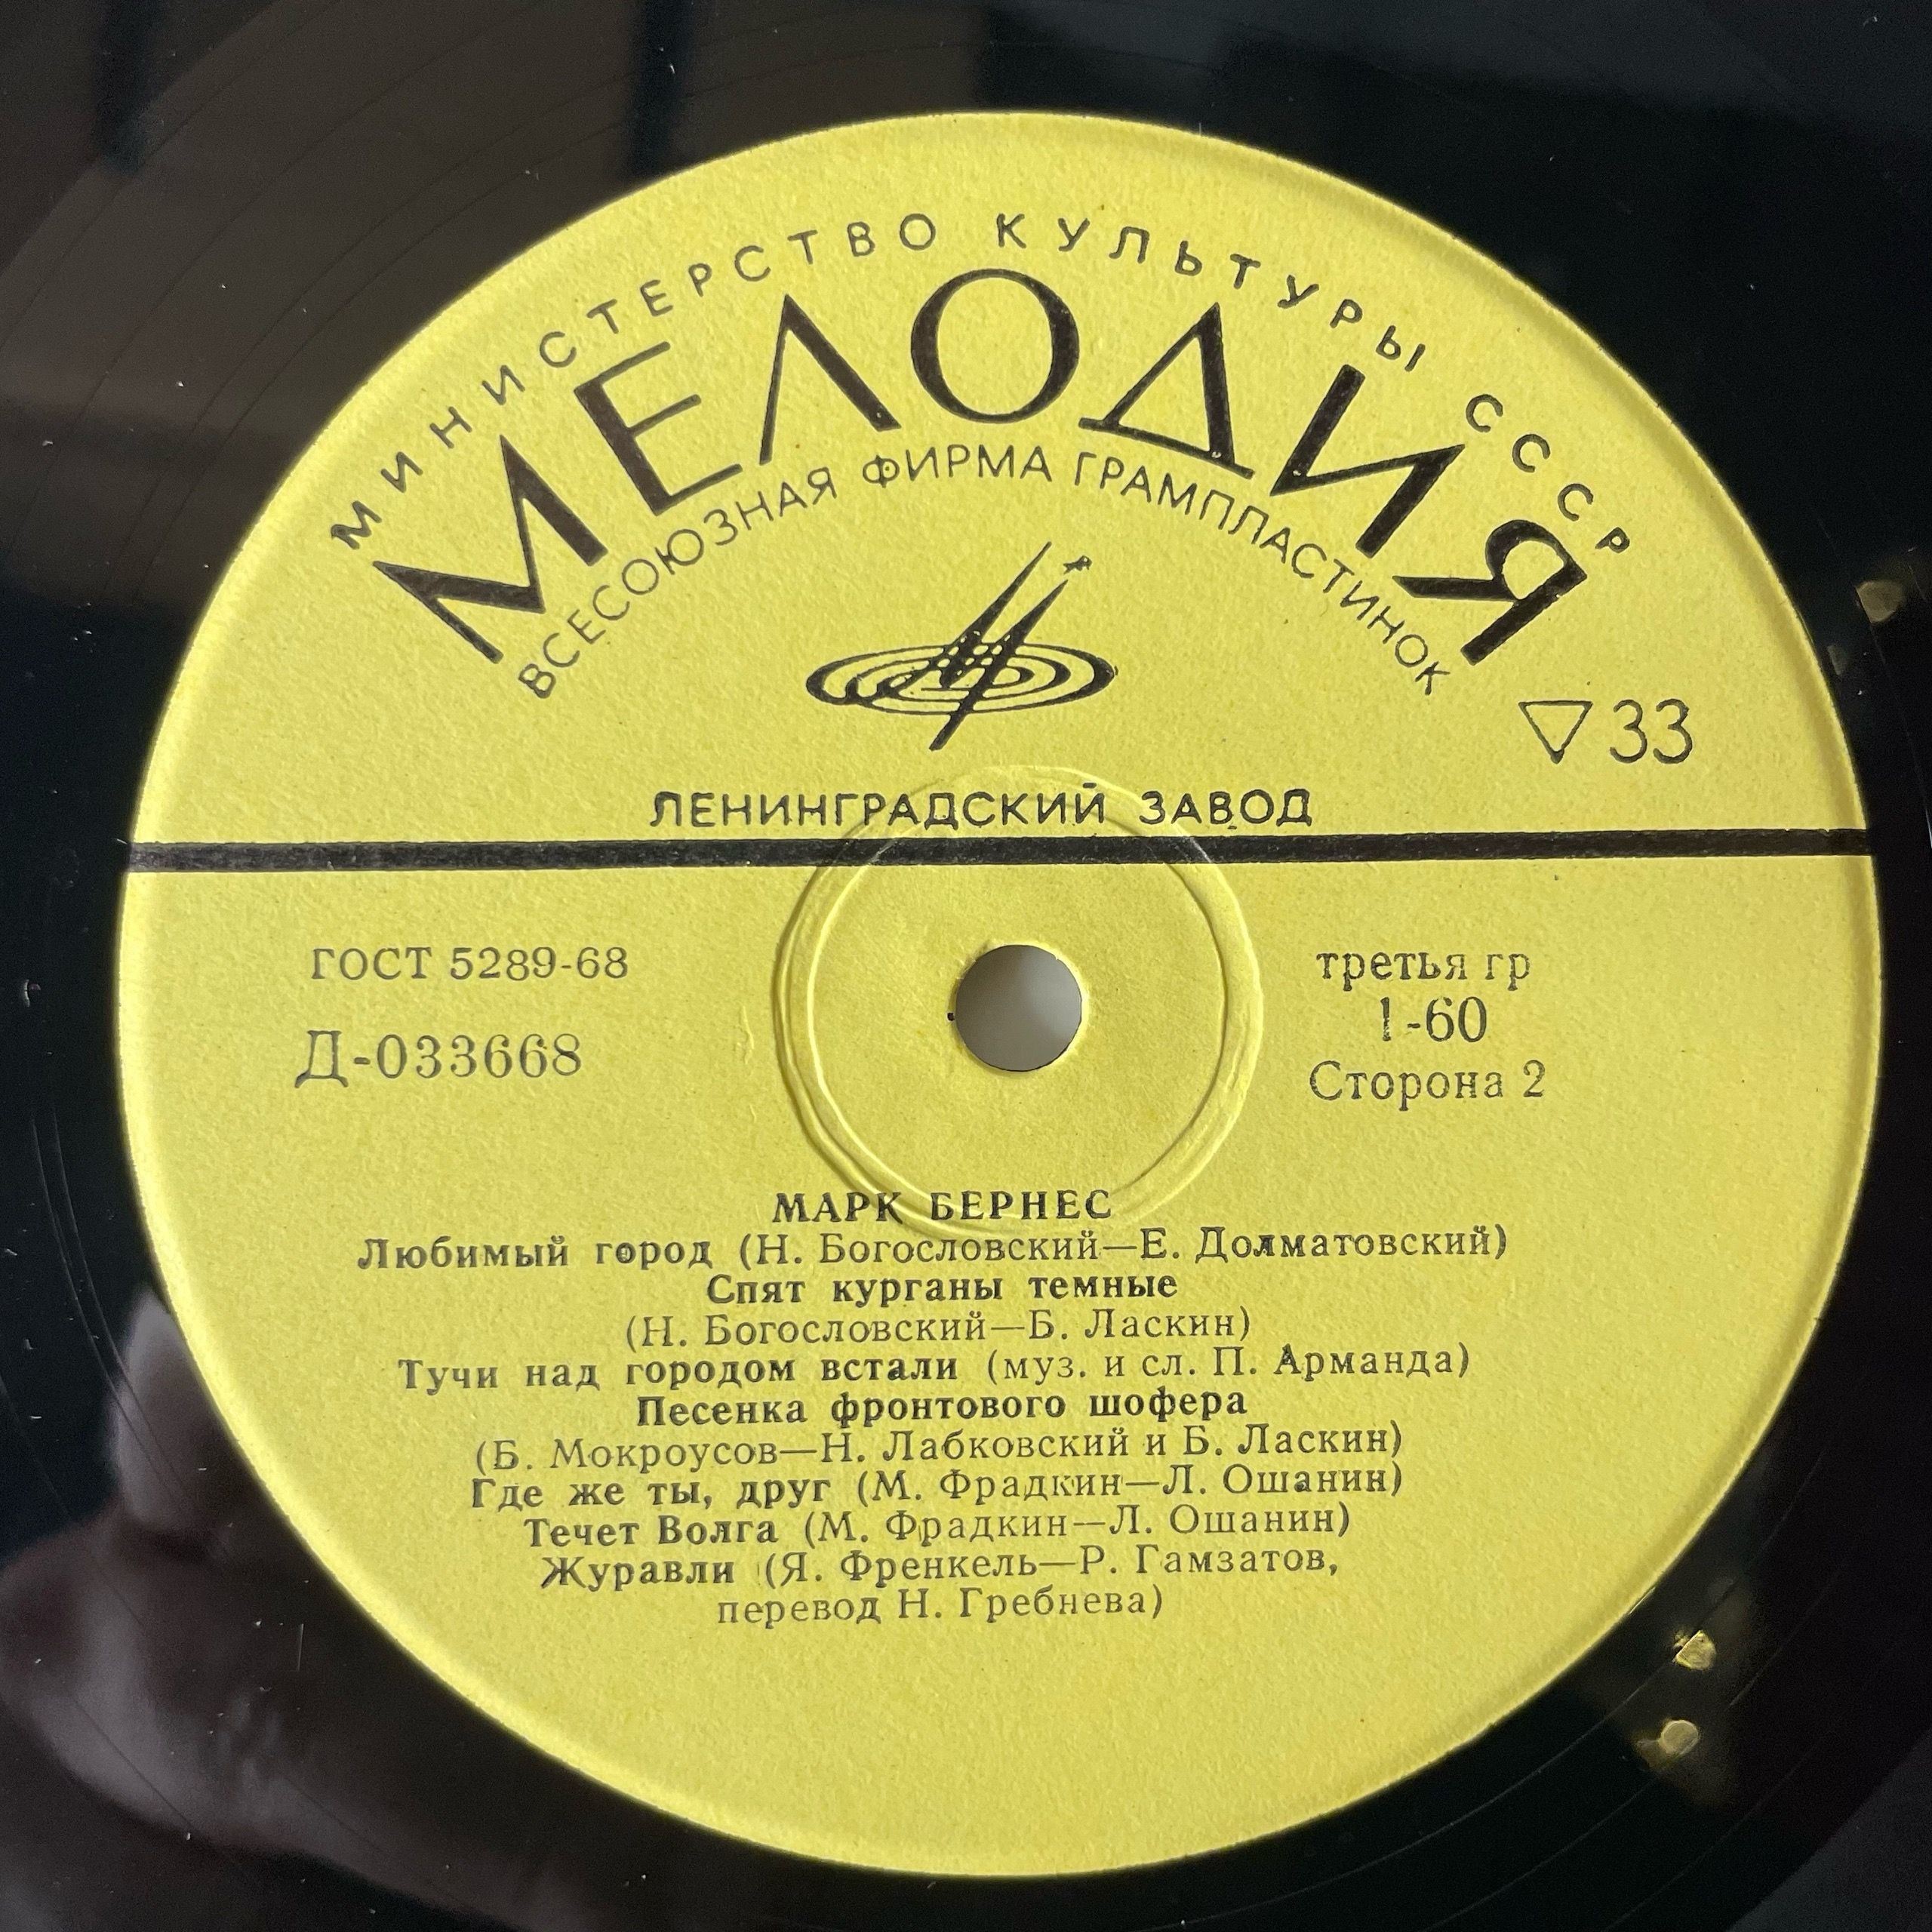 МИНИСТЕРСТВО КУЛЬТУРЫ СССР
МЕЛОДИЯ
ВСЕСОЮЗНАЯ ФИРМА ГРАМПЛАСТИНОК
▽ 33
ЛЕНИНГРАДСКИЙ ЗАВОД
ГОСТ 5289-68
Д-033668
третья гр
1-60
Сторона 2
МАРК БЕРНЕС
Любимый город (Н. Богословский—Е. Долматовский)
Спят курганы темные
(Н. Богословский—Б. Ласкин)
Тучи над городом встали (муз. и сл. П. Арманда)
Песенка фронтового шофера
(Б. Мокроусов—Н. Лабковский и Б. Ласкин)
Где же ты, друг (М. Фрадкин—Л. Ошанин)
Течет Волга (М. Фрадкин—Л. Ошанин)
Журавли (Я. Френкель—Р. Гамзатов,
перевод Н. Гребнева)